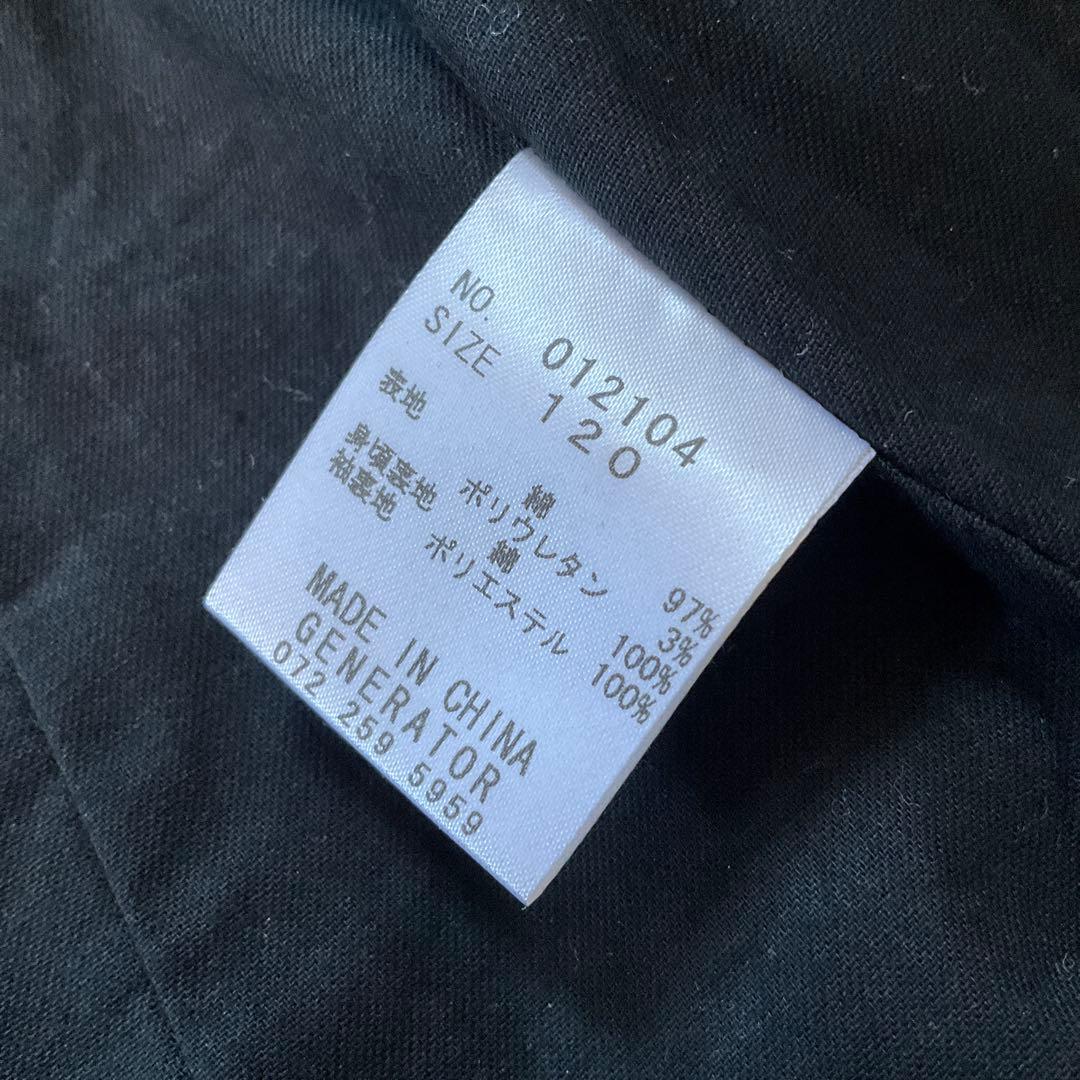 NO. 012104
SIZE 120
表地 綿 97%
ポリウレタン 3%
身頃裏地 綿 100%
袖裏地 ポリエステル 100%
MADE IN CHINA
GENERATOR
072 259 5959